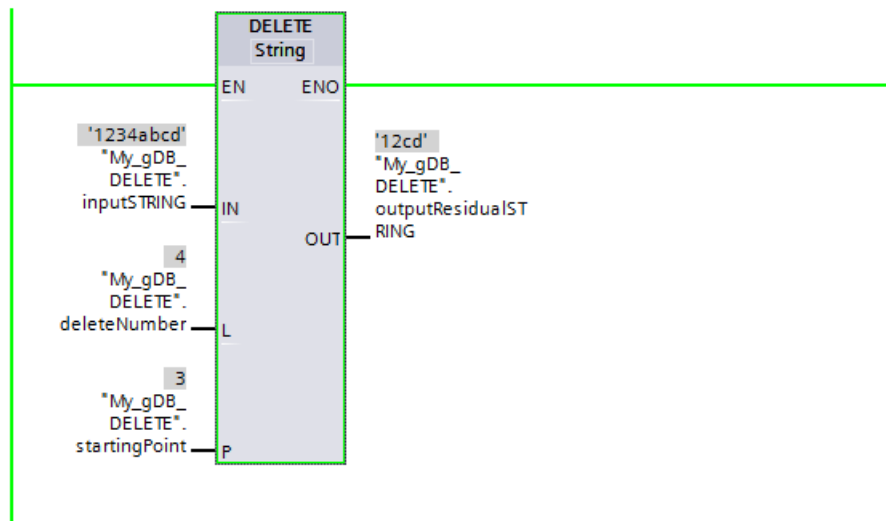 DELETE
String
EN ENO
'1234abcd'
"My_gDB_
DELETE".
inputSTRING
IN
'12cd'
"My_gDB_
DELETE".
outputResidualST
RING
OUT
4
"My_gDB_
DELETE".
deleteNumber
L
3
"My_gDB_
DELETE".
startingPoint
P